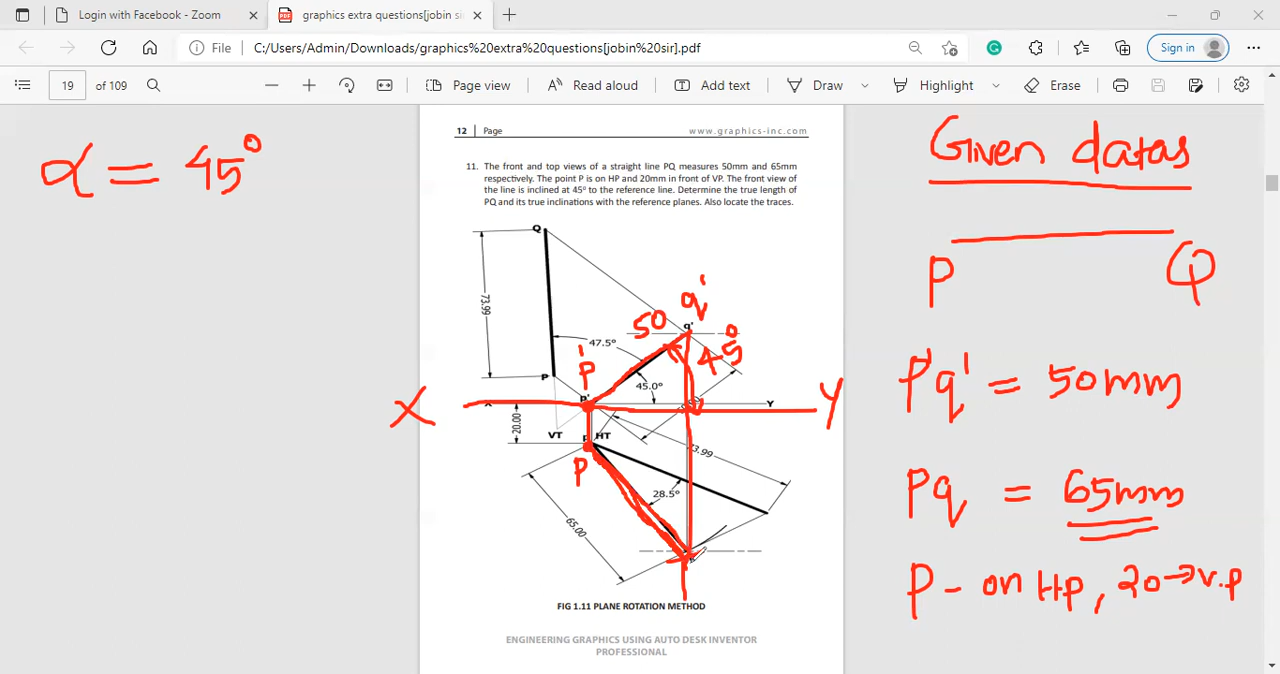 Login with Facebook - Zoom
graphics extra questions[jobin si
File
C:/Users/Admin/Downloads/graphics%20extra%20questions[jobin%20sir].pdf
Sign in
19
of 109
Page view
Read aloud
Add text
Draw
Highlight
Erase
12 | Page
www.graphics-inc.com
11. The front and top views of a straight line PQ measures 50mm and 65mm
respectively. The point P is on HP and 20mm in front of VP. The front view of
the line is inclined at 45⁰ to the reference line. Determine the true length of
PQ and its true inclinations with the reference planes. Also locate the traces.
α = 45°
Given datas
P Q
p'q' = 50mm
Pq = 65mm
P - on Hp, 20→V.P
Q
q'
50
q'
45°
73.99
47.5°
p'
P
45.0°
X
Y
Y
20.00
VT
HT
P
73.99
28.5°
65.00
FIG 1.11 PLANE ROTATION METHOD
ENGINEERING GRAPHICS USING AUTO DESK INVENTOR
PROFESSIONAL